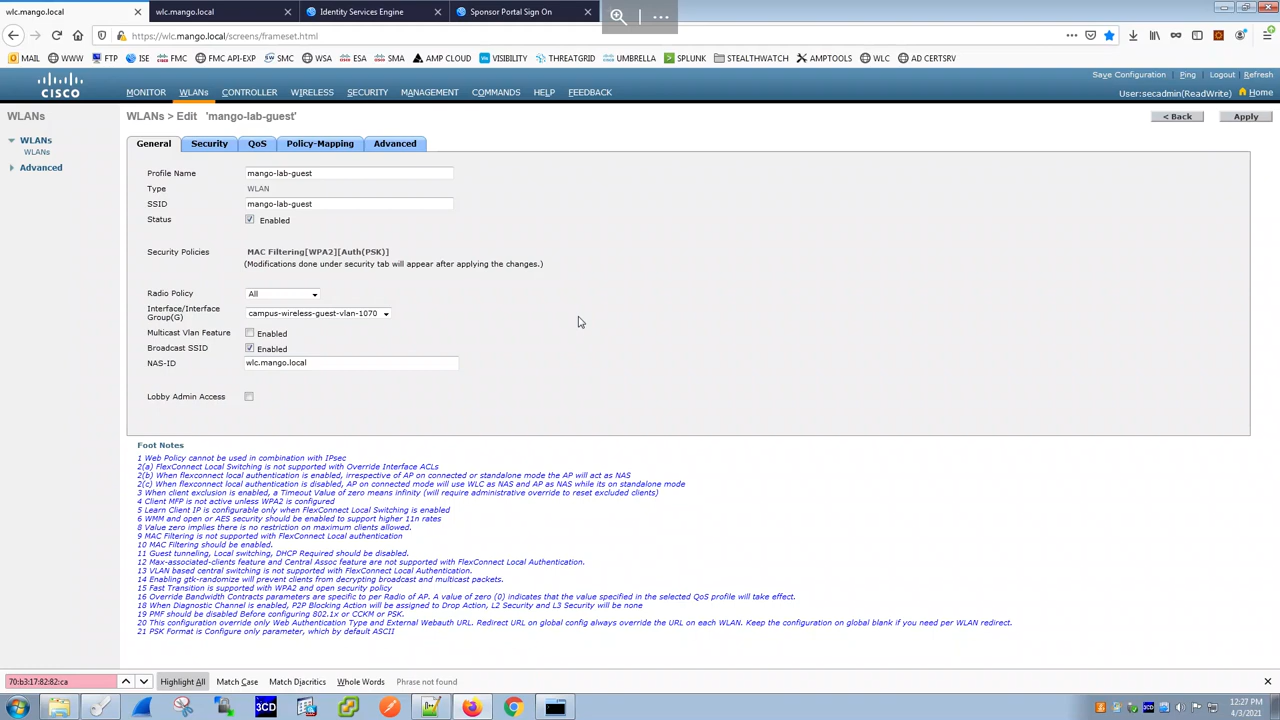 wlc.mango.local
wlc.mango.local
Identity Services Engine
Sponsor Portal Sign On
https://wlc.mango.local/screens/frameset.html
MAIL WWW FTP ISE FMC FMC API-EXP SMC WSA ESA SMA AMP CLOUD VISIBILITY THREATGRID UMBRELLA SPLUNK STEALTHWATCH AMPTOOLS WLC AD CERTSRV
Save Configuration Ping Logout Refresh
CISCO
MONITOR WLANs CONTROLLER WIRELESS SECURITY MANAGEMENT COMMANDS HELP FEEDBACK
User:secadmin(ReadWrite) Home
WLANs
WLANs
WLANs
Advanced
WLANs > Edit 'mango-lab-guest'
< Back Apply
General Security QoS Policy-Mapping Advanced
Profile Name mango-lab-guest
Type WLAN
SSID mango-lab-guest
Status Enabled
Security Policies MAC Filtering[WPA2][Auth(PSK)]
(Modifications done under security tab will appear after applying the changes.)
Radio Policy All
Interface/Interface Group(G) campus-wireless-guest-vlan-1070
Multicast Vlan Feature Enabled
Broadcast SSID Enabled
NAS-ID wlc.mango.local
Lobby Admin Access
Foot Notes
1 Web Policy cannot be used in combination with IPsec
2(a) FlexConnect Local Switching is not supported with Override Interface ACLs
2(b) When flexconnect local authentication is enabled, irrespective of AP on connected or standalone mode the AP will act as NAS
2(c) When flexconnect local authentication is disabled, AP on connected mode will use WLC as NAS and AP as NAS while its on standalone mode
3 When client exclusion is enabled, a Timeout Value of zero means infinity (will require administrative override to reset excluded clients)
4 Client MFP is not active unless WPA2 is configured
5 Learn Client IP is configurable only when FlexConnect Local Switching is enabled
6 WMM and open or AES security should be enabled to support higher 11n rates
8 Value zero implies there is no restriction on maximum clients allowed.
9 MAC Filtering is not supported with FlexConnect Local authentication
10 MAC Filtering should be enabled.
11 Guest tunneling, Local switching, DHCP Required should be disabled.
12 Max-associated-clients feature and Central Assoc feature are not supported with FlexConnect Local Authentication.
13 VLAN based central switching is not supported with FlexConnect Local Authentication.
14 Enabling gtk-randomize will prevent clients from decrypting broadcast and multicast packets.
15 Fast Transition is supported with WPA2 and open security policy
16 Override Bandwidth Contracts parameters are specific to per Radio of AP. A value of zero (0) indicates that the value specified in the selected QoS profile will take effect.
18 When Diagnostic Channel is enabled, P2P Blocking Action will be assigned to Drop Action, L2 Security and L3 Security will be none
19 PMF should be disabled Before configuring 802.1x or CCKM or PSK.
20 This configuration override only Web Authentication Type and External Webauth URL. Redirect URL on global config always override the URL on each WLAN. Keep the configuration on global blank if you need per WLAN redirect.
21 PSK Format is Configure only parameter, which by default ASCII
70:b3:17:82:82:ca Highlight All Match Case Match Diacritics Whole Words Phrase not found
3CD
12:27 PM
4/3/2021